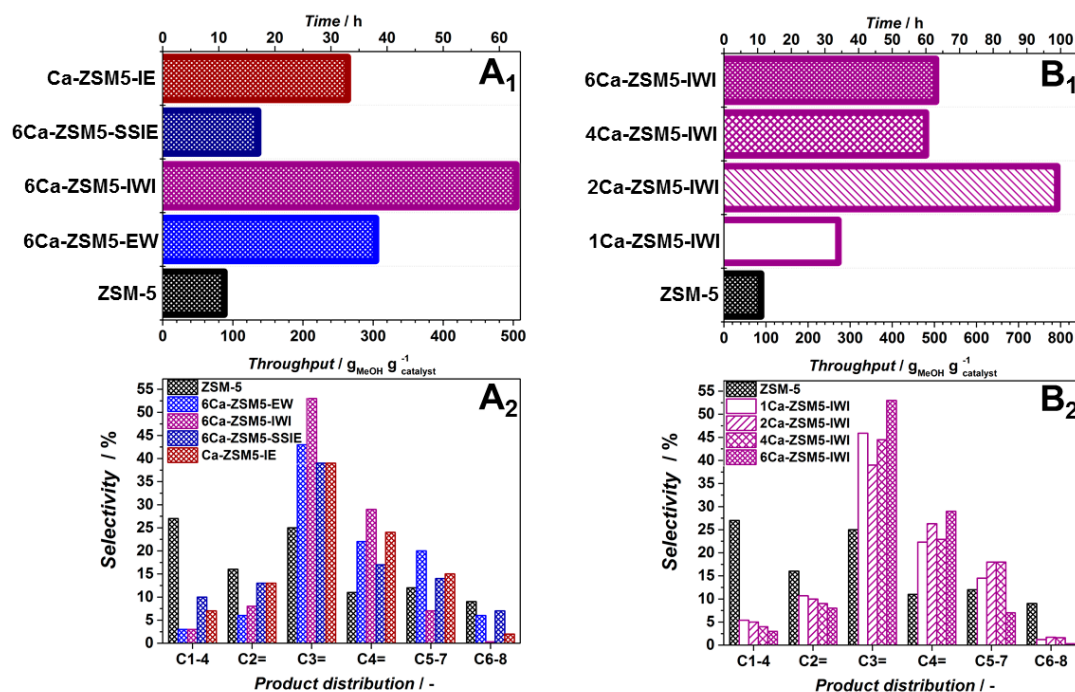 Time / h
0 10 20 30 40 50 60
A1
Ca-ZSM5-IE
6Ca-ZSM5-SSIE
6Ca-ZSM5-IWI
6Ca-ZSM5-EW
ZSM-5
0 100 200 300 400 500
Throughput / gMeOH g-1catalyst
Time / h
0 10 20 30 40 50 60 70 80 90 100
B1
6Ca-ZSM5-IWI
4Ca-ZSM5-IWI
2Ca-ZSM5-IWI
1Ca-ZSM5-IWI
ZSM-5
0 100 200 300 400 500 600 700 800
Throughput / gMeOH g-1catalyst
A2
Selectivity / %
55
50
45
40
35
30
25
20
15
10
5
0
ZSM-5
6Ca-ZSM5-EW
6Ca-ZSM5-IWI
6Ca-ZSM5-SSIE
Ca-ZSM5-IE
C1-4 C2= C3= C4= C5-7 C6-8
Product distribution / -
B2
Selectivity / %
55
50
45
40
35
30
25
20
15
10
5
0
ZSM-5
1Ca-ZSM5-IWI
2Ca-ZSM5-IWI
4Ca-ZSM5-IWI
6Ca-ZSM5-IWI
C1-4 C2= C3= C4= C5-7 C6-8
Product distribution / -